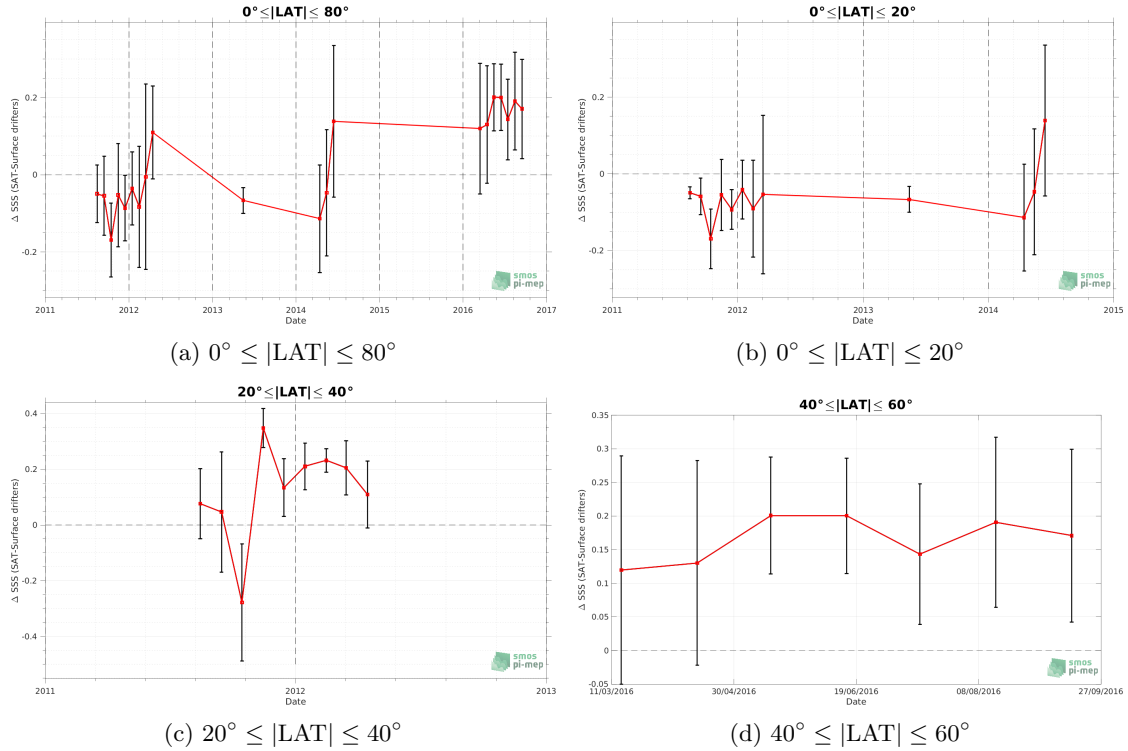 0°≤|LAT|≤ 80°
Δ SSS (SAT-Surface drifters)
0.2
0
-0.2
2011 2012 2013 2014 2015 2016 2017
Date
smos
pi-mep
(a) 0° ≤ |LAT| ≤ 80°
0°≤|LAT|≤ 20°
Δ SSS (SAT-Surface drifters)
0.2
0
-0.2
2011 2012 2013 2014 2015
Date
smos
pi-mep
(b) 0° ≤ |LAT| ≤ 20°
20°≤|LAT|≤ 40°
Δ SSS (SAT-Surface drifters)
0.4
0.2
0
-0.2
-0.4
2011 2012 2013
Date
smos
pi-mep
(c) 20° ≤ |LAT| ≤ 40°
40°≤|LAT|≤ 60°
Δ SSS (SAT-Surface drifters)
0.35
0.3
0.25
0.2
0.15
0.1
0.05
0
-0.05
11/03/2016 30/04/2016 19/06/2016 08/08/2016 27/09/2016
Date
smos
pi-mep
(d) 40° ≤ |LAT| ≤ 60°